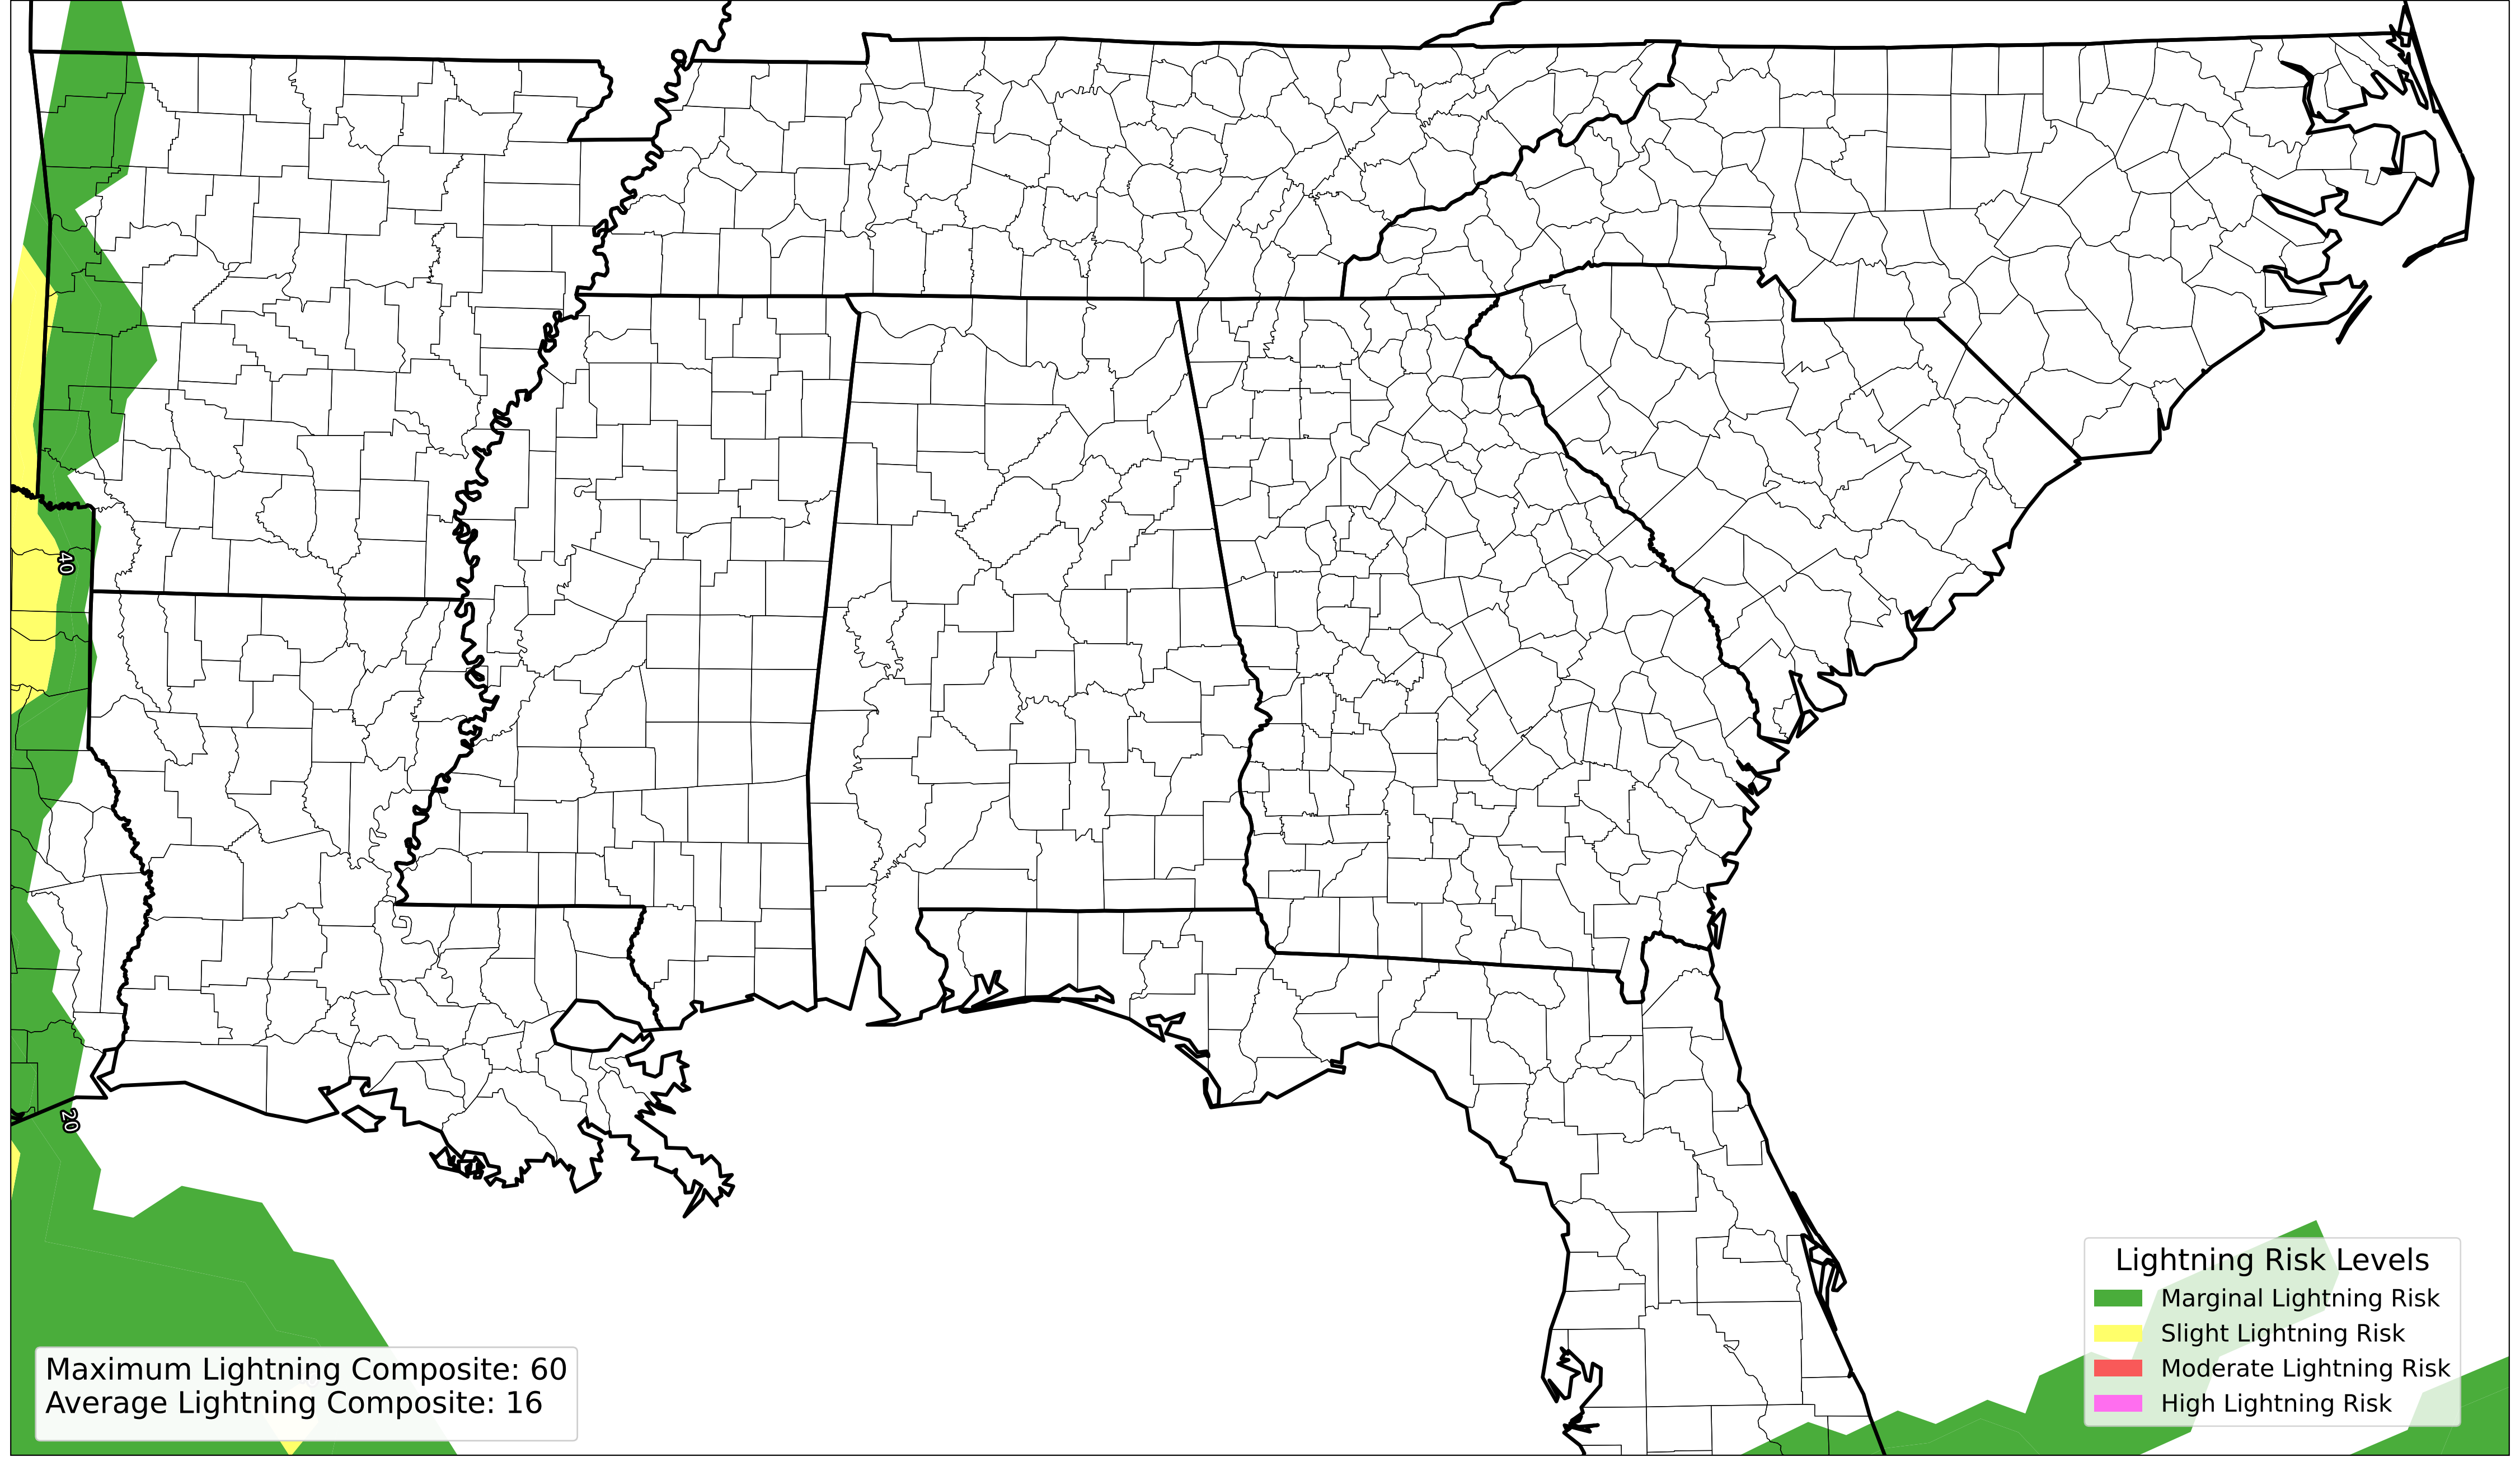 40
20
Maximum Lightning Composite: 60
Average Lightning Composite: 16
Lightning Risk Levels
Marginal Lightning Risk
Slight Lightning Risk
Moderate Lightning Risk
High Lightning Risk